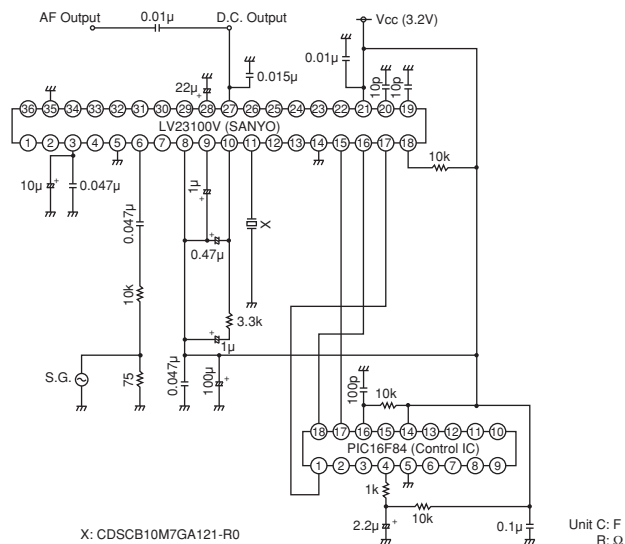 AF Output 0.01μ D.C. Output Vcc (3.2V)
0.01μ
22μ + 0.015μ 10p 10p
36 35 34 33 32 31 30 29 28 27 26 25 24 23 22 21 20 19
LV23100V (SANYO)
1 2 3 4 5 6 7 8 9 10 11 12 13 14 15 16 17 18
10k
10μ + 0.047μ 1μ +
0.047μ X
+
0.47μ
10k
3.3k
+
1μ
S.G. 75 0.047μ 100μ + 100p 10k
18 17 16 15 14 13 12 11 10
PIC16F84 (Control IC)
1 2 3 4 5 6 7 8 9
1k
10k
2.2μ + 0.1μ
X: CDSCB10M7GA121-R0
Unit C: F
R: Ω